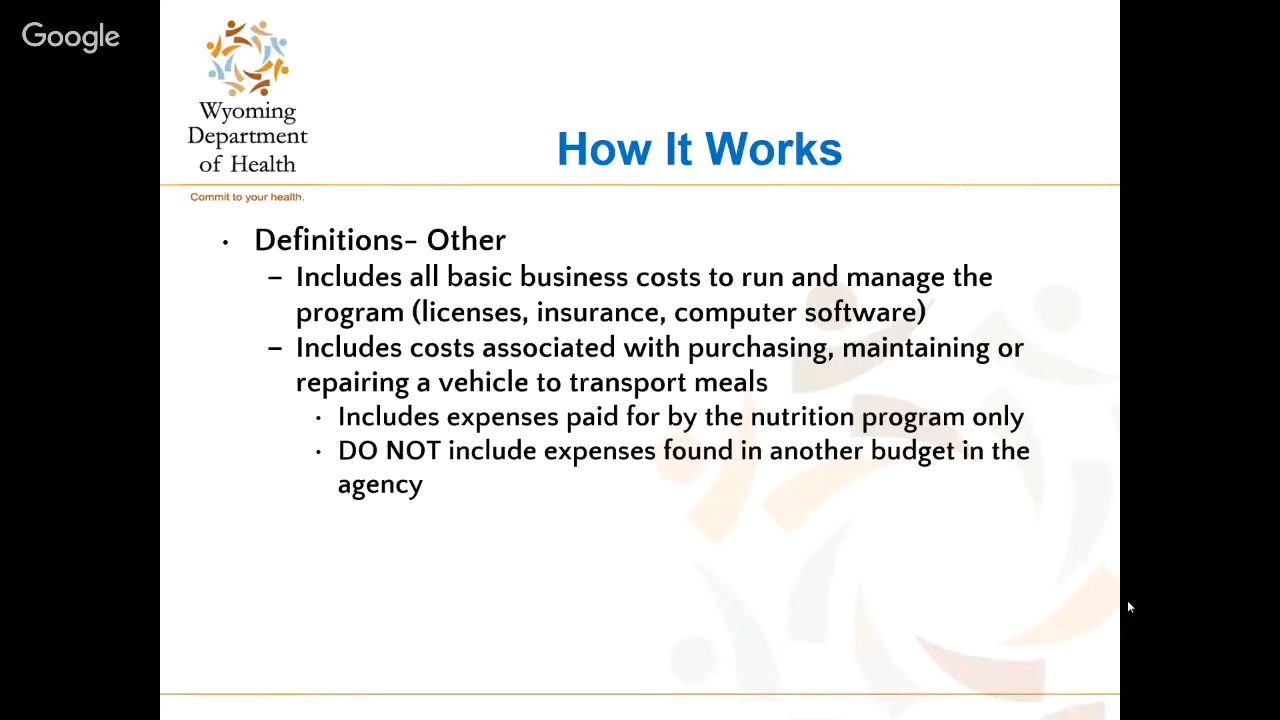 Google
Wyoming
Department
of Health
Commit to your health.
How It Works
• Definitions- Other
– Includes all basic business costs to run and manage the
program (licenses, insurance, computer software)
– Includes costs associated with purchasing, maintaining or
repairing a vehicle to transport meals
• Includes expenses paid for by the nutrition program only
• DO NOT include expenses found in another budget in the
agency